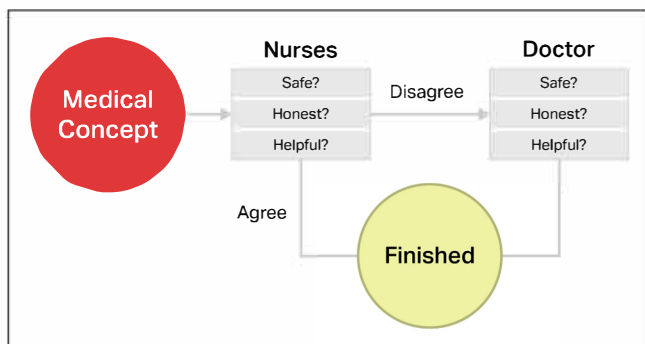 Nurses
Doctor
Medical
Concept
Safe?
Honest?
Helpful?
Disagree
Safe?
Honest?
Helpful?
Agree
Finished